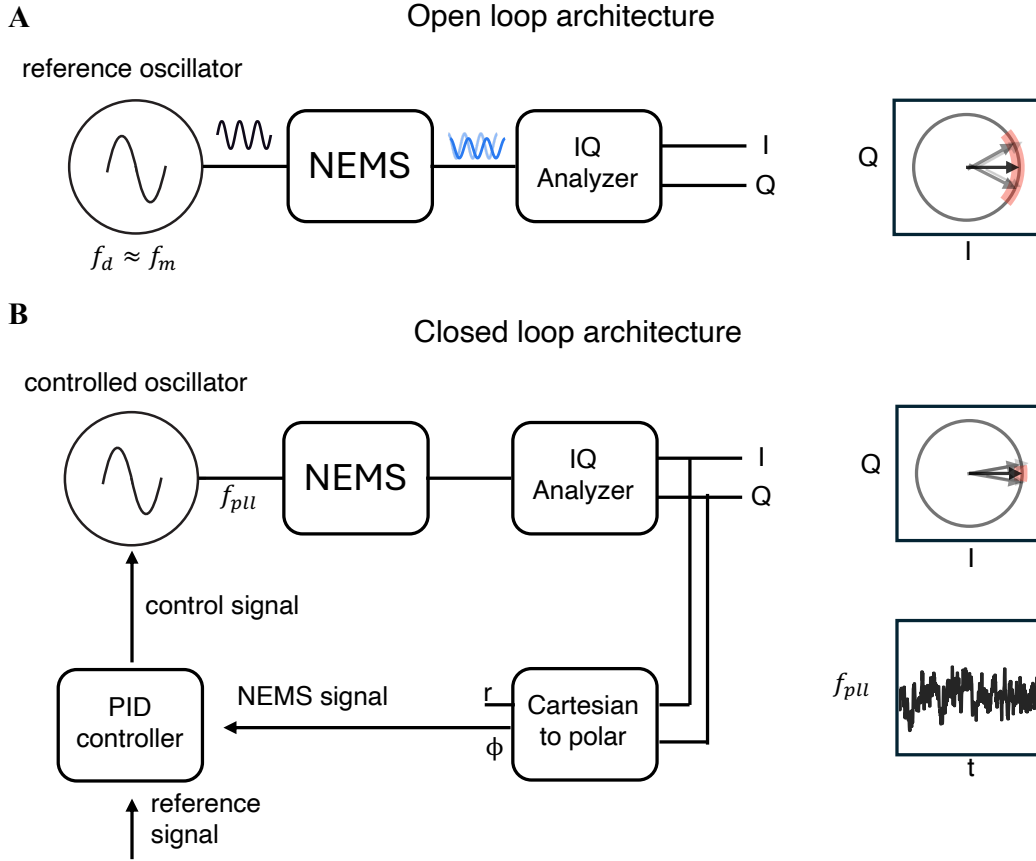 A
Open loop architecture
reference oscillator
NEMS
IQ
Analyzer
I
Q
Q
I
f_d ≈ f_m
B
Closed loop architecture
controlled oscillator
NEMS
IQ
Analyzer
I
Q
Q
I
f_pll
control signal
NEMS signal
r
ϕ
Cartesian
to polar
PID
controller
f_pll
t
reference
signal